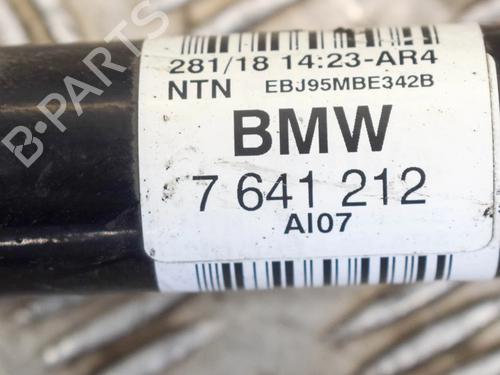 281/18 14:23-AR4
NTN EBJ95MBE342B
BMW
7 641 212
AI07
B-PARTS